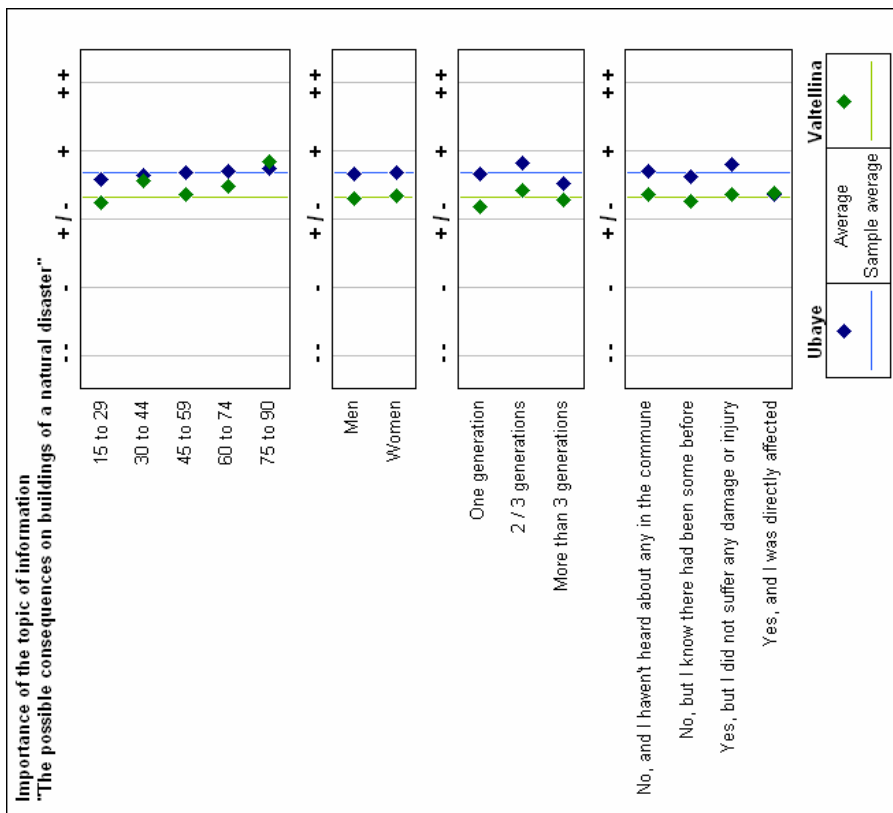 Importance of the topic of information
"The possible consequences on buildings of a natural disaster"
- - - + / - + + +
15 to 29
30 to 44
45 to 59
60 to 74
75 to 90
- - - + / - + + +
Men
Women
- - - + / - + + +
One generation
2 / 3 generations
More than 3 generations
- - - + / - + + +
No, and I haven't heard about any in the commune
No, but I know there had been some before
Yes, but I did not suffer any damage or injury
Yes, and I was directly affected
Ubaye Valtellina
Average
Sample average